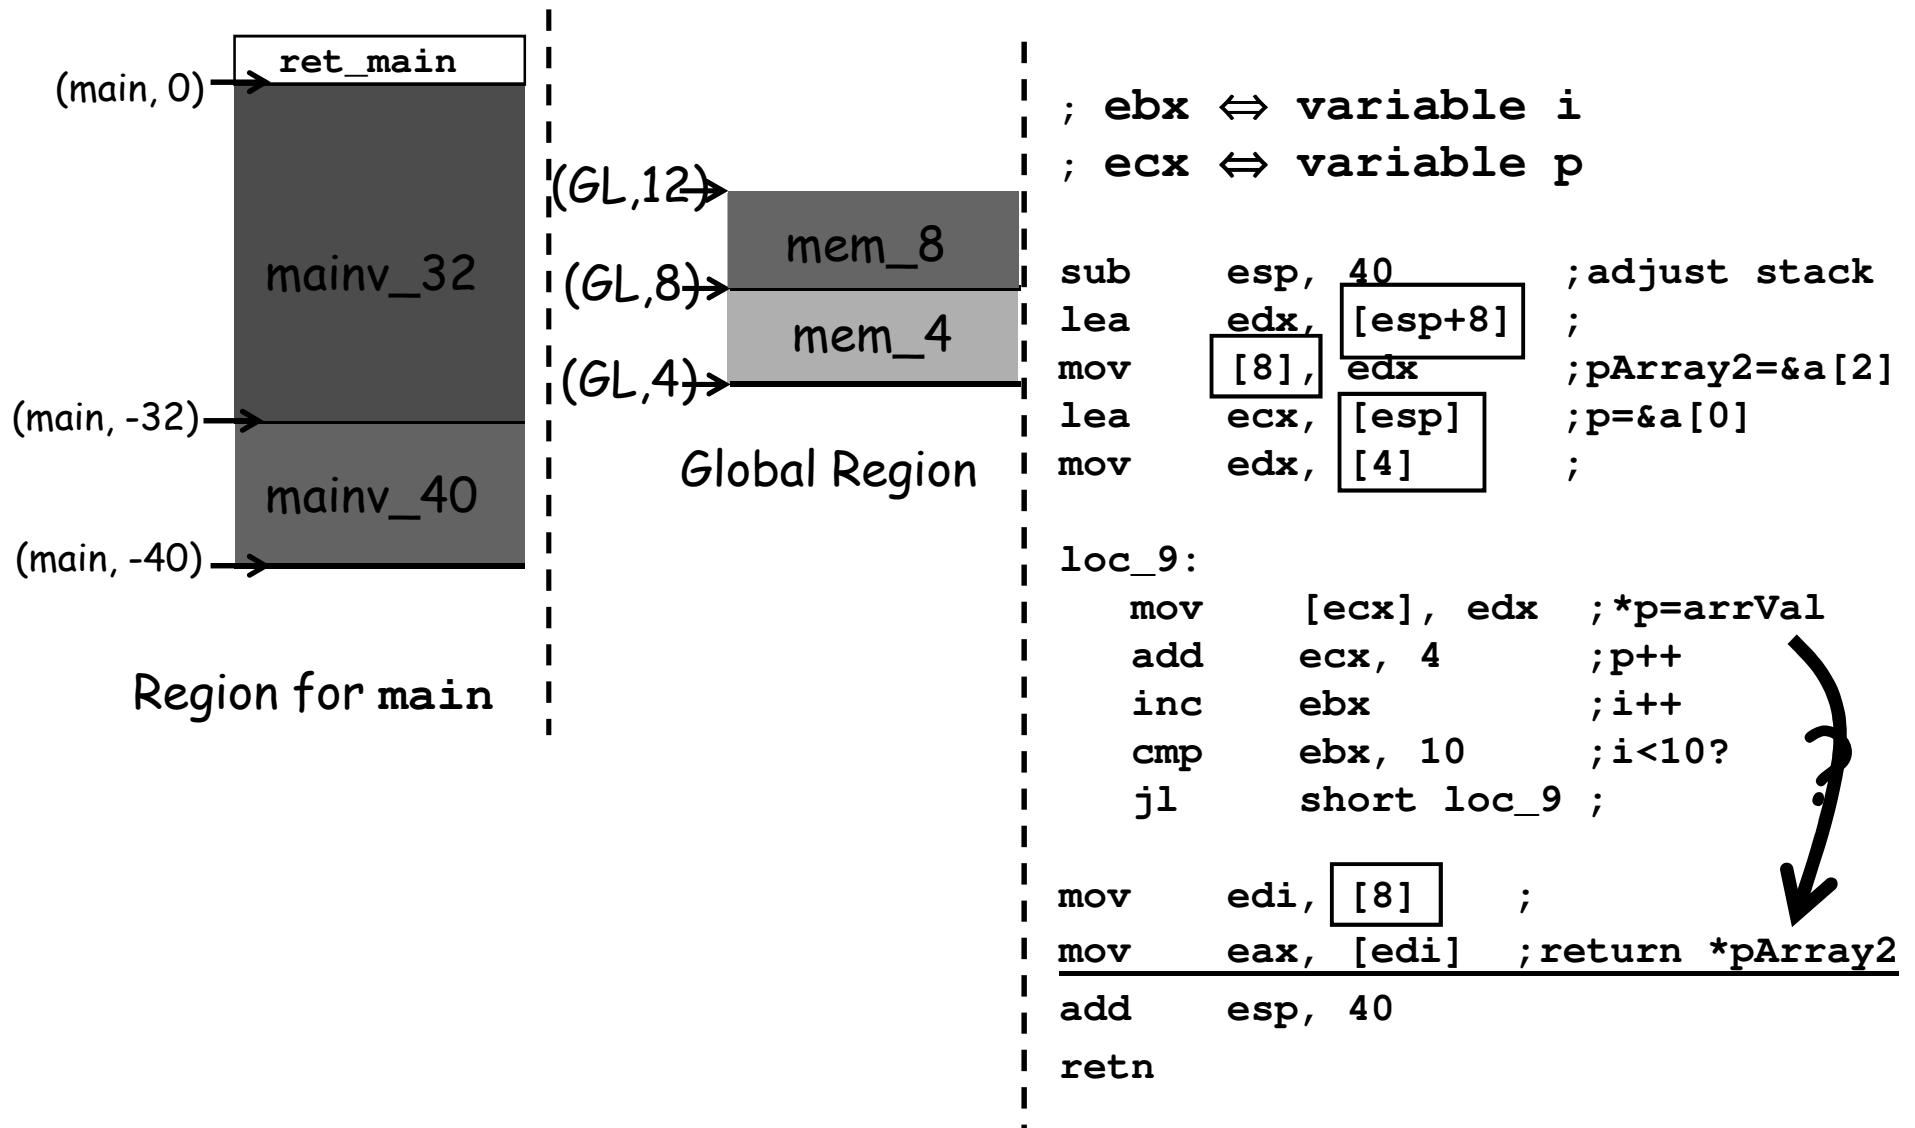 ret_main
(main, 0)
mainv_32
(main, -32)
mainv_40
(main, -40)
Region for main
(GL,12)
mem_8
(GL,8)
mem_4
(GL,4)
Global Region
; ebx ⇔ variable i
; ecx ⇔ variable p
sub esp, 40 ;adjust stack
lea edx, [esp+8] ;
mov [8], edx ;pArray2=&a[2]
lea ecx, [esp] ;p=&a[0]
mov edx, [4] ;
loc_9:
mov [ecx], edx ;*p=arrVal
add ecx, 4 ;p++
inc ebx ;i++
cmp ebx, 10 ;i<10?
jl short loc_9 ;
?
mov edi, [8] ;
mov eax, [edi] ;return *pArray2
add esp, 40
retn